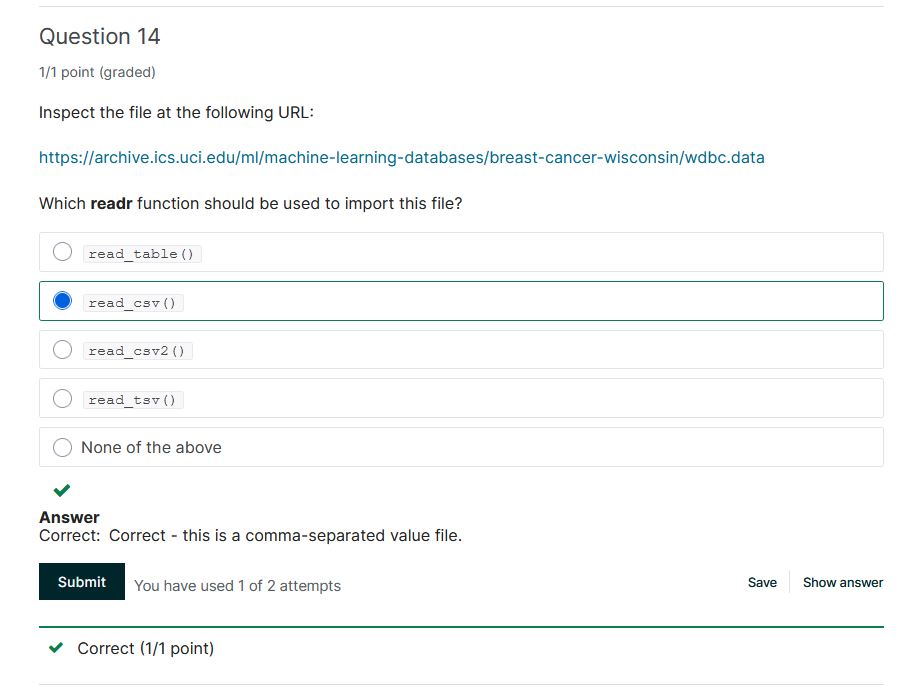 Question 14
1/1 point (graded)
Inspect the file at the following URL:
https://archive.ics.uci.edu/ml/machine-learning-databases/breast-cancer-wisconsin/wdbc.data
Which readr function should be used to import this file?
read_table()
read_csv()
read_csv2()
read_tsv()
None of the above
Answer
Correct: Correct - this is a comma-separated value file.
Submit You have used 1 of 2 attempts Save Show answer
Correct (1/1 point)